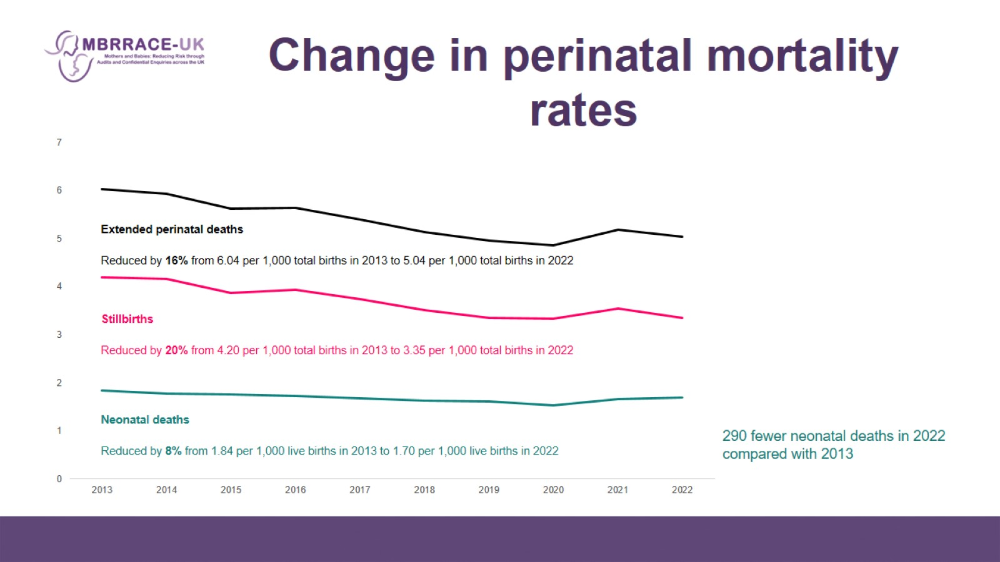 MBRRACE-UK
Mothers and Babies: Reducing Risk through
Audits and Confidential Enquiries across the UK
Change in perinatal mortality
rates
7
6
5
4
3
2
1
0
Extended perinatal deaths
Reduced by 16% from 6.04 per 1,000 total births in 2013 to 5.04 per 1,000 total births in 2022
Stillbirths
Reduced by 20% from 4.20 per 1,000 total births in 2013 to 3.35 per 1,000 total births in 2022
Neonatal deaths
Reduced by 8% from 1.84 per 1,000 live births in 2013 to 1.70 per 1,000 live births in 2022
290 fewer neonatal deaths in 2022
compared with 2013
2013 2014 2015 2016 2017 2018 2019 2020 2021 2022